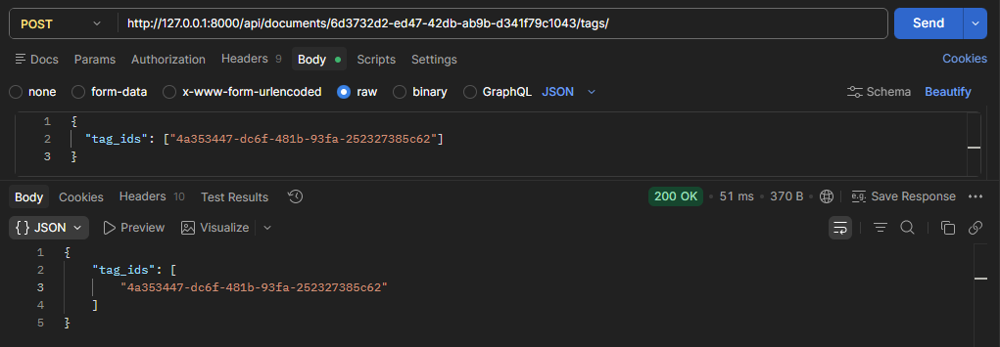 POST http://127.0.0.1:8000/api/documents/6d3732d2-ed47-42db-ab9b-d341f79c1043/tags/ Send
Docs Params Authorization Headers 9 Body Scripts Settings Cookies
none form-data x-www-form-urlencoded raw binary GraphQL JSON Schema Beautify
1 {
2 "tag_ids": ["4a353447-dc6f-481b-93fa-252327385c62"]
3 }
Body Cookies Headers 10 Test Results 200 OK • 51 ms • 370 B • e.g. Save Response
{} JSON Preview Visualize
1 {
2 "tag_ids": [
3 "4a353447-dc6f-481b-93fa-252327385c62"
4 ]
5 }